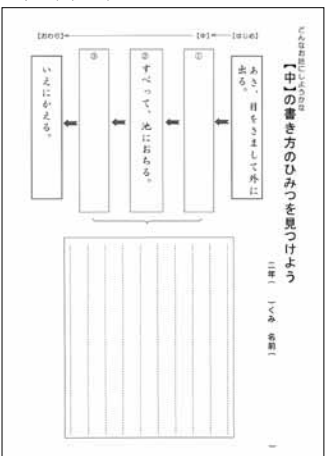 どんなお話にしようかな
【中】の書き方のひみつを見つけよう
二年（　）くみ　名前（　）
【はじめ】
【中】
【おわり】
あさ、目をさまして外に
出る。
①
②
すべって、池におちる。
③
いえにかえる。